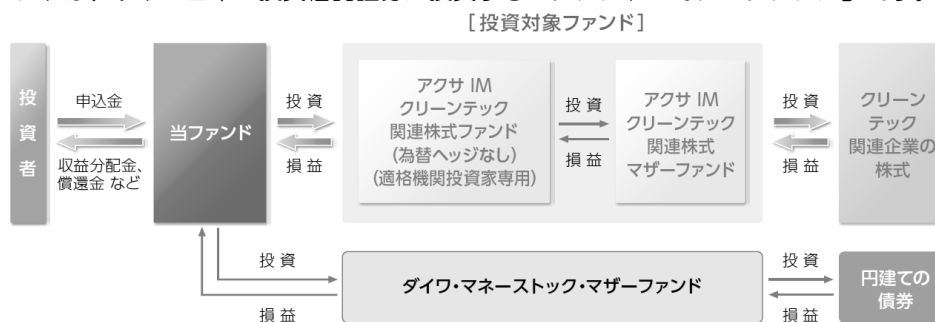 [投資対象ファンド]
投資者
申込金
収益分配金、
償還金 など
当ファンド
投資
損益
アクサ IM
クリーンテック
関連株式ファンド
(為替ヘッジなし)
(適格機関投資家専用)
投資
損益
アクサ IM
クリーンテック
関連株式
マザーファンド
投資
損益
クリーン
テック
関連企業の
株式
投資
損益
ダイワ・マネーストック・マザーファンド
投資
損益
円建ての
債券